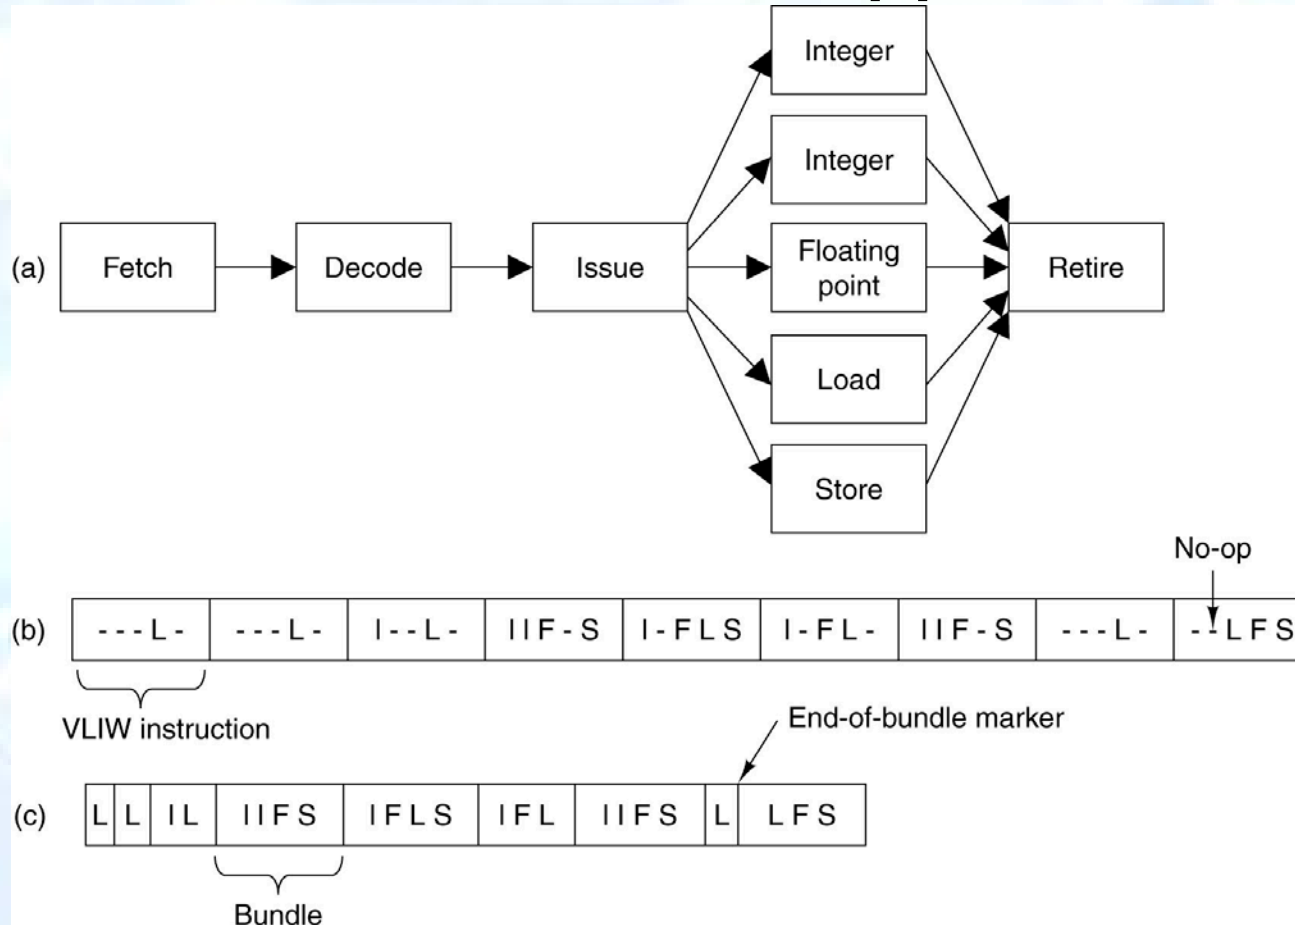 Integer
Integer
(a) Fetch Decode Issue Floating point Retire
Load
Store
No-op
(b) - - - L - - - - L - I - - L - I I F - S I - F L S I - F L - I I F - S - - - L - - - L F S
VLIW instruction
End-of-bundle marker
(c) L L I L I I F S I F L S I F L I I F S L L F S
Bundle